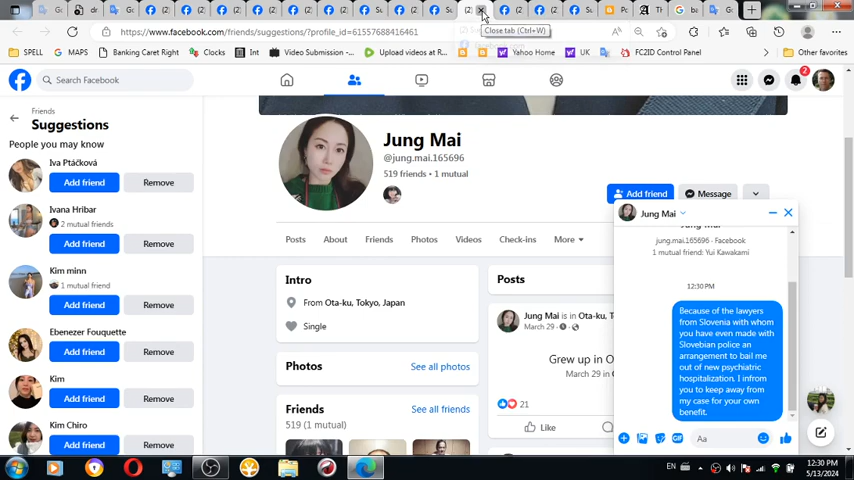 Close tab (Ctrl+W)
https://www.facebook.com/friends/suggestions/?profile_id=61557688416461
SPELL
MAPS
Banking Caret Right
Clocks
Int
Video Submission -...
Upload videos at R...
Yahoo Home
UK
FC2ID Control Panel
Other favorites
Search Facebook
2
Friends
Suggestions
People you may know
Iva Ptáčková
Add friend
Remove
Ivana Hribar
2 mutual friends
Add friend
Remove
Kim minn
1 mutual friend
Add friend
Remove
Ebenezer Fouquette
Add friend
Remove
Kim
Add friend
Remove
Kim Chiro
Add friend
Remove
Jung Mai
@jung.mai.165696
519 friends • 1 mutual
Add friend
Message
Posts
About
Friends
Photos
Videos
Check-ins
More
Intro
From Ota-ku, Tokyo, Japan
Single
Photos
See all photos
Friends
See all friends
519 (1 mutual)
Posts
Jung Mai is in Ota-ku, T
March 29
Grew up in O
March 29 in
21
Like
Jung Mai
jung.mai.165696 - Facebook
1 mutual friend: Yui Kawakami
12:30 PM
Because of the lawyers
from Slovenia with whom
you have even made with
Slovebian police an
arrangement to bail me
out of new psychiatric
hospitalization. I infrom
you to keep away from
my case for your own
benefit.
GIF
Aa
EN
12:30 PM
5/13/2024